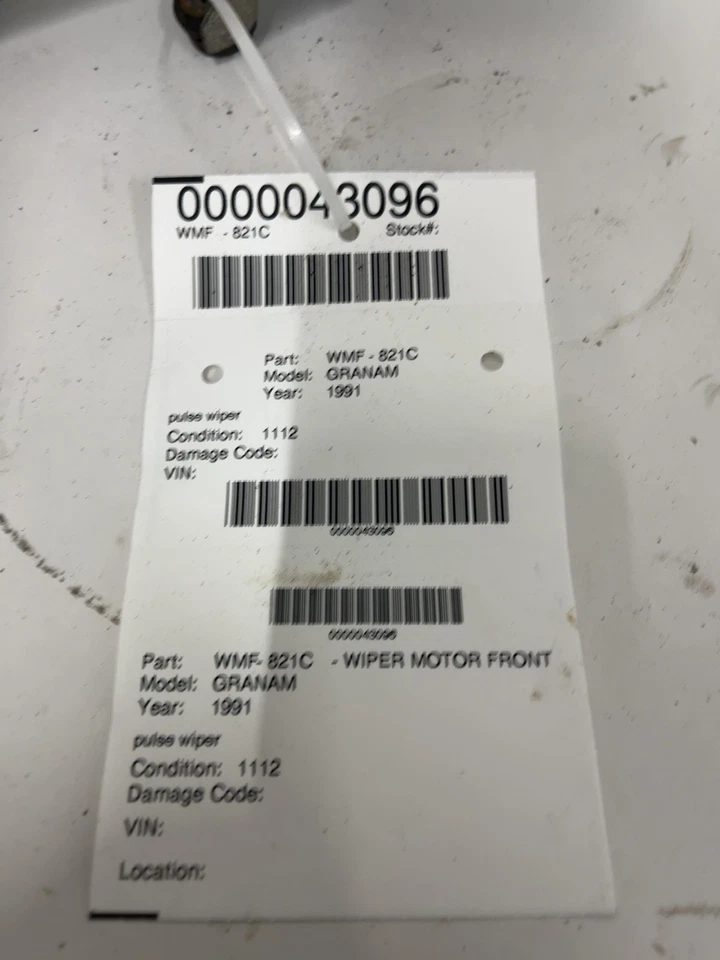 0000043096
WMF - 821C Stock#:
Part: WMF - 821C
Model: GRANAM
Year: 1991
pulse wiper
Condition: 1112
Damage Code:
VIN:
0000043096
0000043096
Part: WMF- 821C - WIPER MOTOR FRONT
Model: GRANAM
Year: 1991
pulse wiper
Condition: 1112
Damage Code:
VIN:
Location: